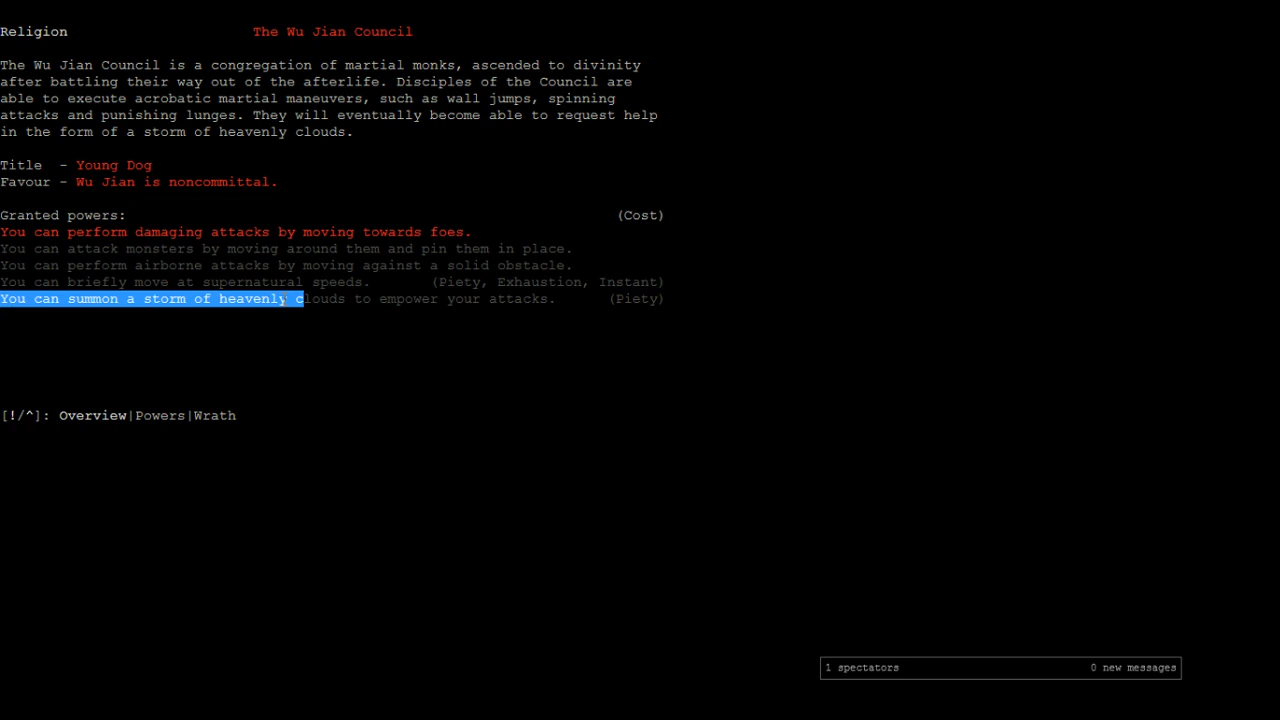 Religion The Wu Jian Council
The Wu Jian Council is a congregation of martial monks, ascended to divinity
after battling their way out of the afterlife. Disciples of the Council are
able to execute acrobatic martial maneuvers, such as wall jumps, spinning
attacks and punishing lunges. They will eventually become able to request help
in the form of a storm of heavenly clouds.
Title - Young Dog
Favour - Wu Jian is noncommittal.
Granted powers: (Cost)
You can perform damaging attacks by moving towards foes.
You can attack monsters by moving around them and pin them in place.
You can perform airborne attacks by moving against a solid obstacle.
You can briefly move at supernatural speeds. (Piety, Exhaustion, Instant)
You can summon a storm of heavenly clouds to empower your attacks. (Piety)
[!/^]: Overview|Powers|Wrath
1 spectators 0 new messages